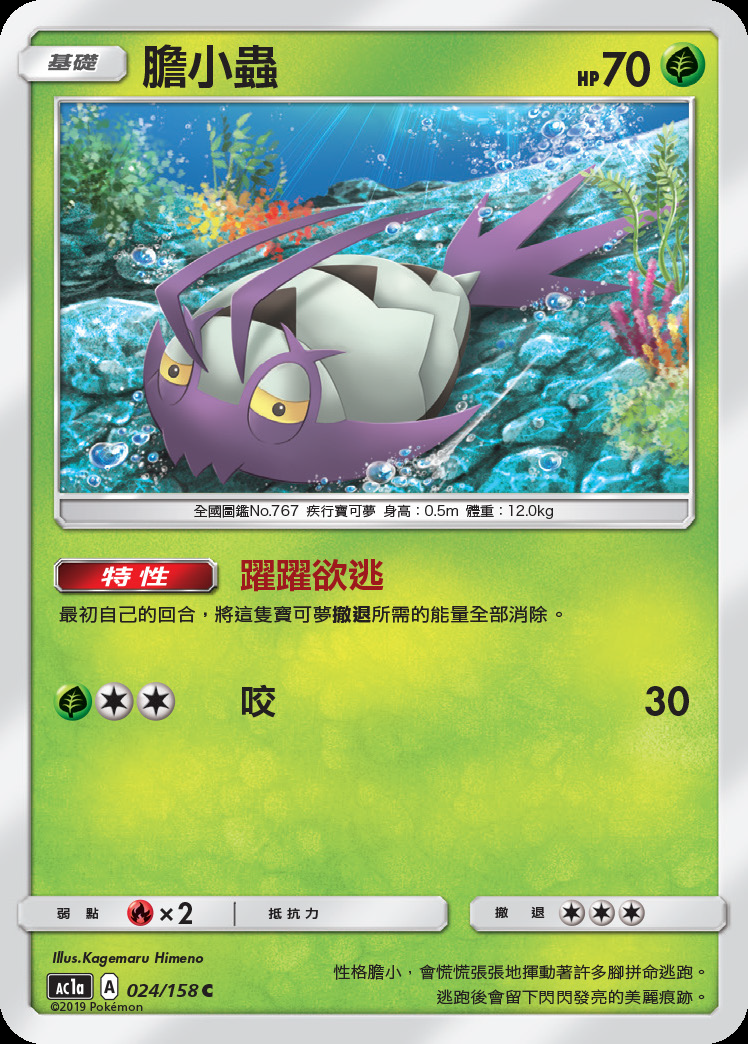 基礎 膽小蟲 HP70
全國圖鑑No.767 疾行寶可夢 身高：0.5m 體重：12.0kg
特性 躍躍欲逃
最初自己的回合，將這隻寶可夢撤退所需的能量全部消除。
咬 30
弱點 ×2 抵抗力 撤退
Illus.Kagemaru Himeno
性格膽小，會慌慌張張地揮動著許多腳拼命逃跑。
AC1a A 024/158 C
逃跑後會留下閃閃發亮的美麗痕跡。
©2019 Pokémon